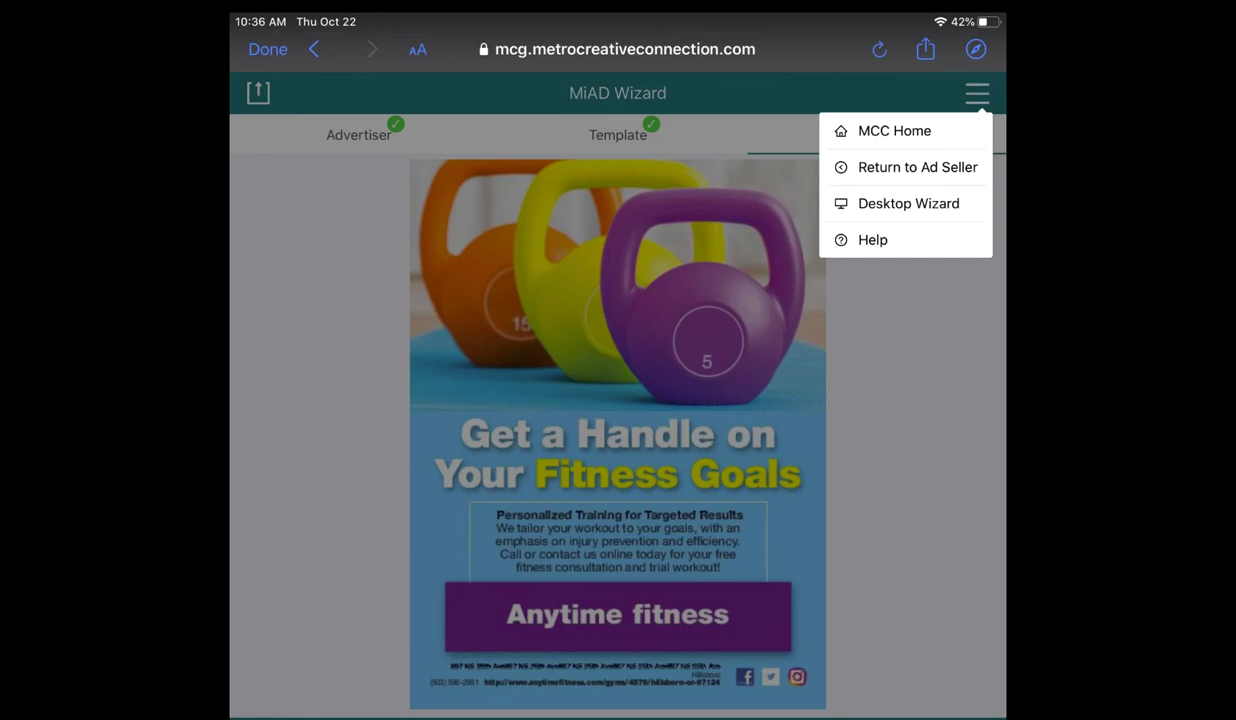 10:36 AM Thu Oct 22
42%
Done
AA
mcg.metrocreativeconnection.com
MiAD Wizard
Advertiser
Template
MCC Home
Return to Ad Seller
Desktop Wizard
Help
15
5
Get a Handle on
Your Fitness Goals
Personalized Training for Targeted Results
We tailor your workout to your goals, with an
emphasis on injury prevention and efficiency.
Call or contact us online today for your free
fitness consultation and trial workout!
Anytime fitness
Hillsboro
(503) 596-2951 http://www.anytimefitness.com/gyms/4579/hillsboro-or-97124